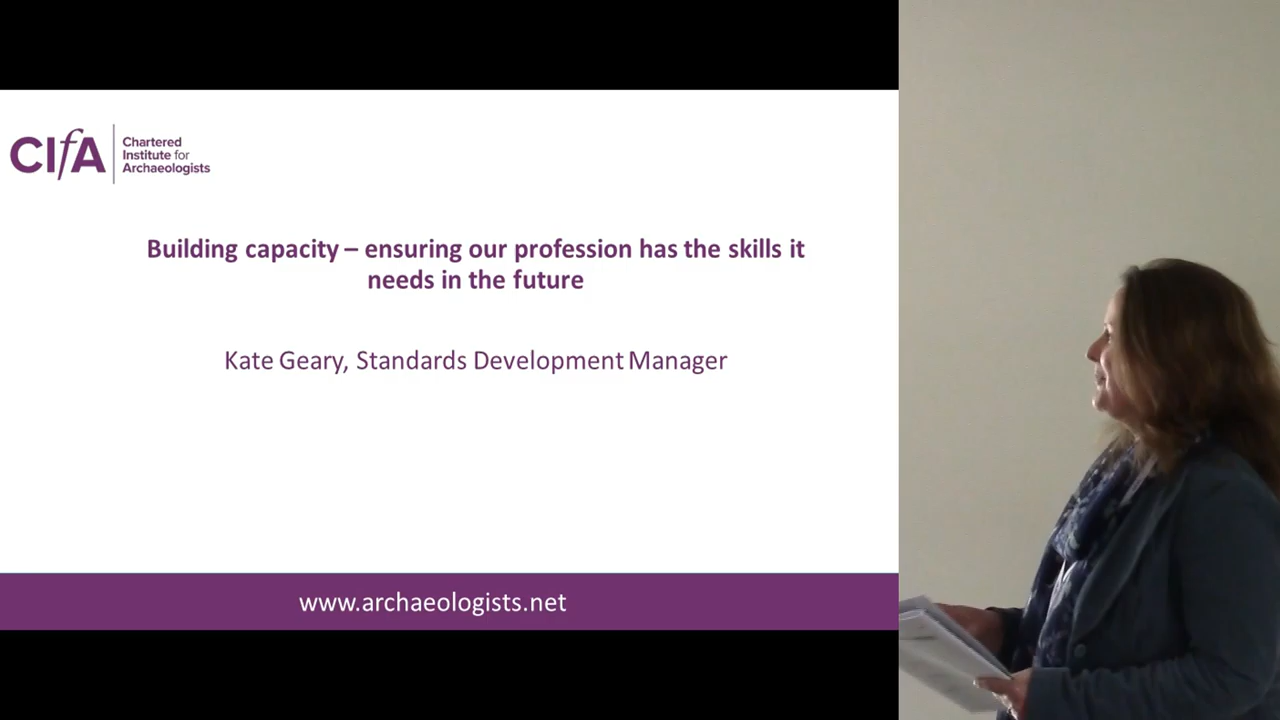 CIfA
Chartered
Institute for
Archaeologists
Building capacity – ensuring our profession has the skills it
needs in the future
Kate Geary, Standards Development Manager
www.archaeologists.net